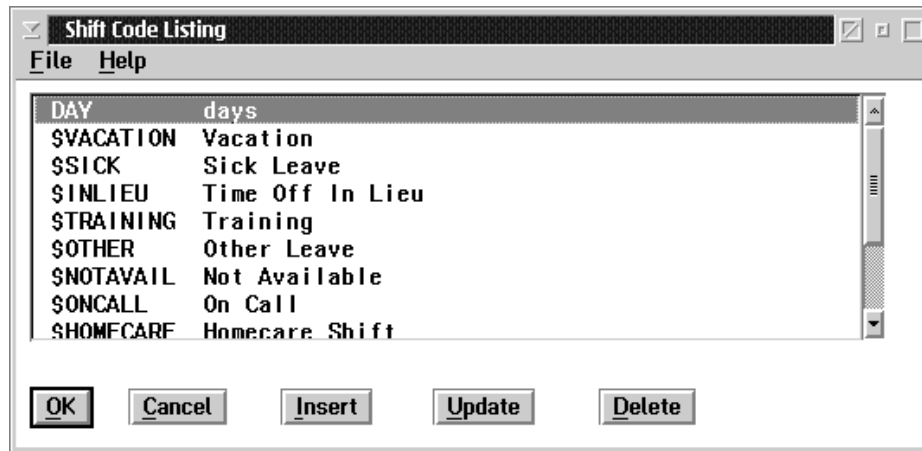 Shift Code Listing
File Help
DAY days
$VACATION Vacation
$SICK Sick Leave
$INLIEU Time Off In Lieu
$TRAINING Training
$OTHER Other Leave
$NOTAVAIL Not Available
$ONCALL On Call
$HOMECARE Homecare Shift
OK Cancel Insert Update Delete